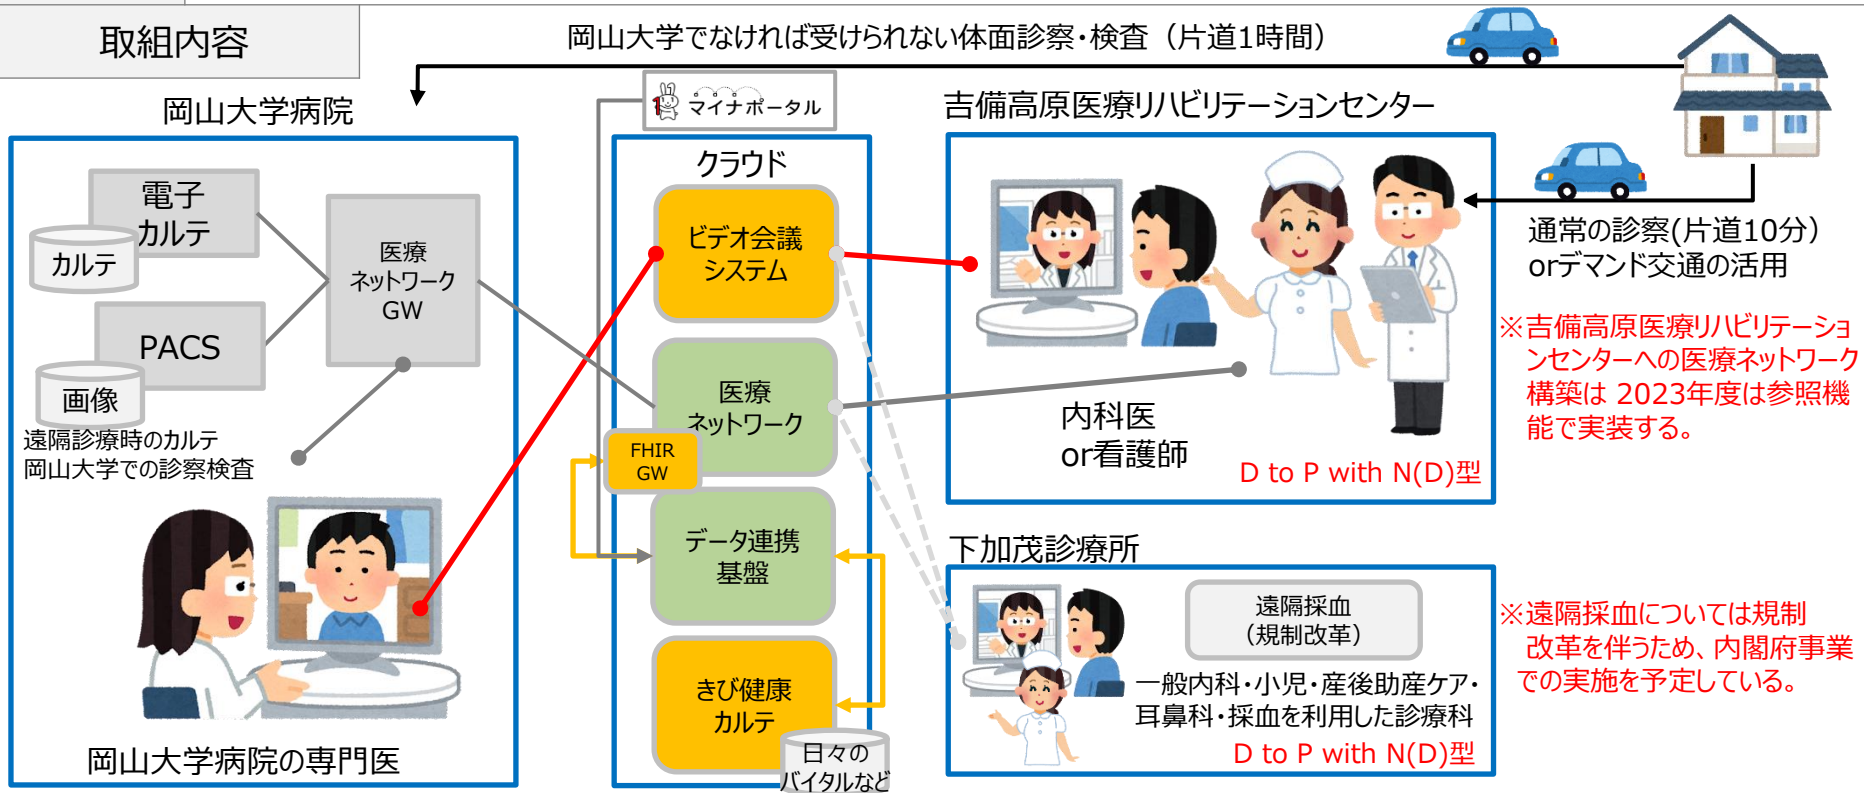 取組内容
岡山大学でなければ受けられない体面診察・検査（片道1時間）
岡山大学病院
電子
カルテ
カルテ
PACS
画像
医療
ネットワーク
GW
遠隔診療時のカルテ
岡山大学での診察検査
岡山大学病院の専門医
マイナポータル
クラウド
ビデオ会議
システム
医療
ネットワーク
FHIR
GW
データ連携
基盤
きび健康
カルテ
日々の
バイタルなど
吉備高原医療リハビリテーションセンター
内科医
or看護師
D to P with N(D)型
通常の診察(片道10分）
orデマンド交通の活用
※吉備高原医療リハビリテーショ
ンセンターへの医療ネットワーク
構築は 2023年度は参照機
能で実装する。
下加茂診療所
遠隔採血
（規制改革）
一般内科・小児・産後助産ケア・
耳鼻科・採血を利用した診療科
D to P with N(D)型
※遠隔採血については規制
改革を伴うため、内閣府事業
での実施を予定している。